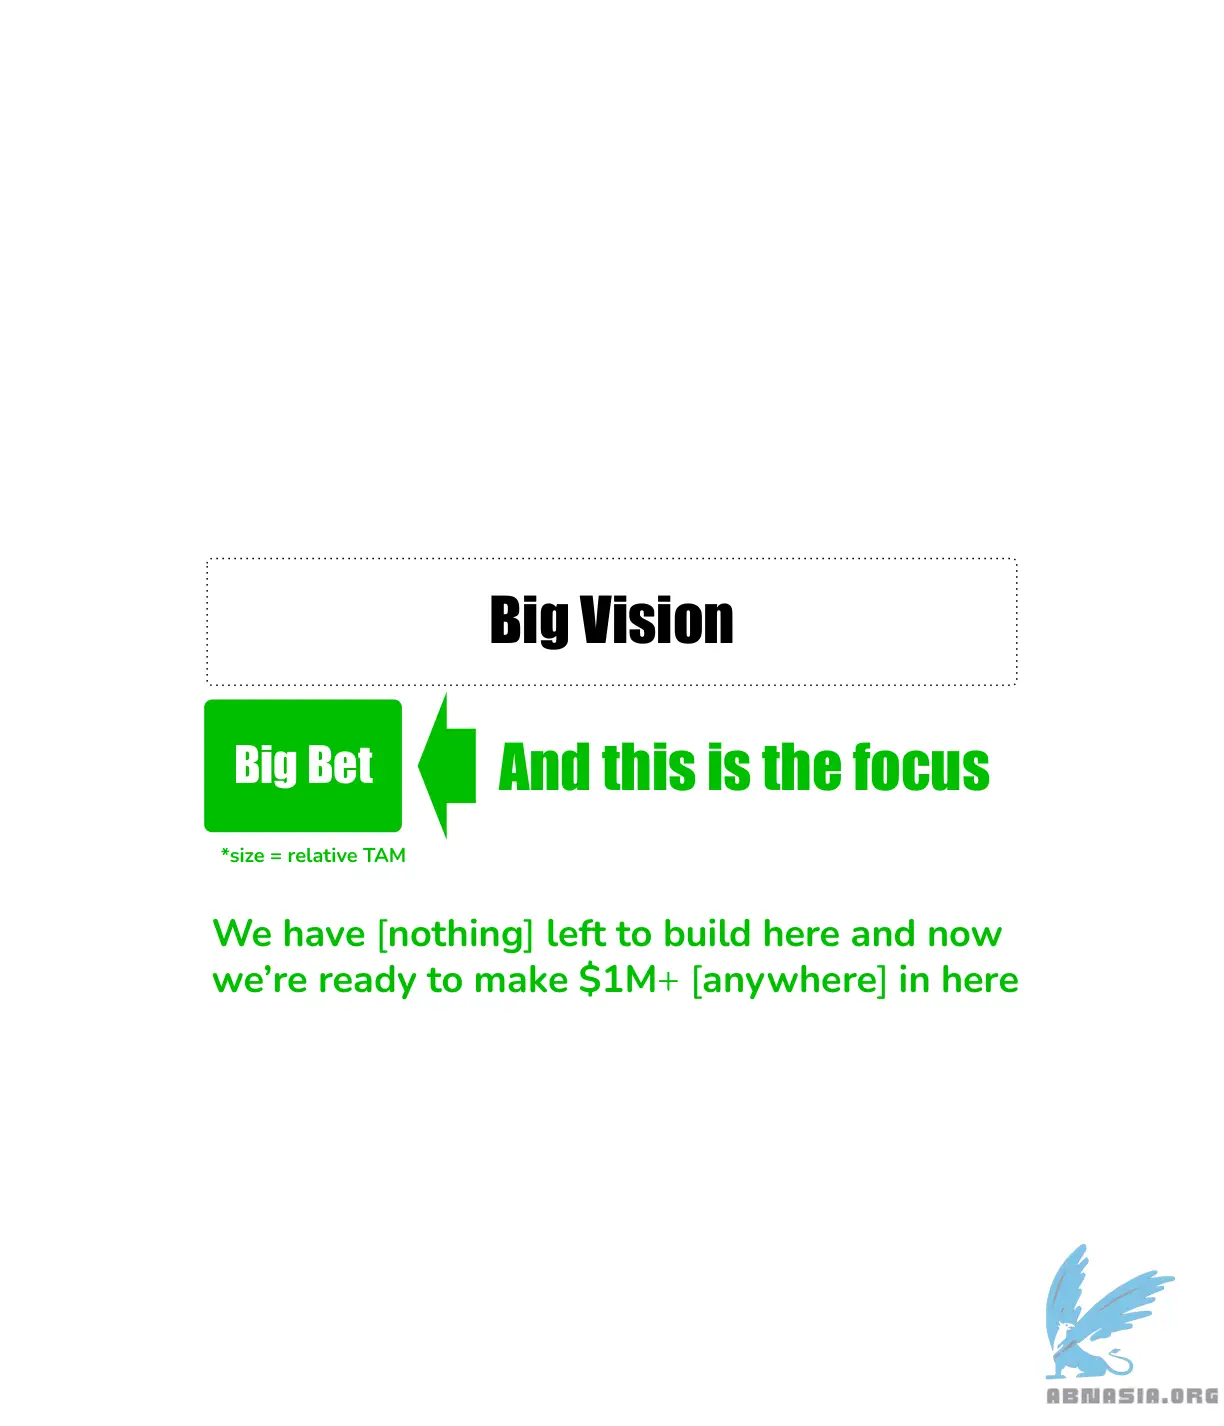 Big Vision
Big Bet
And this is the focus
*size = relative TAM
We have [nothing] left to build here and now
we’re ready to make $1M+ [anywhere] in here
ABNASIA.ORG